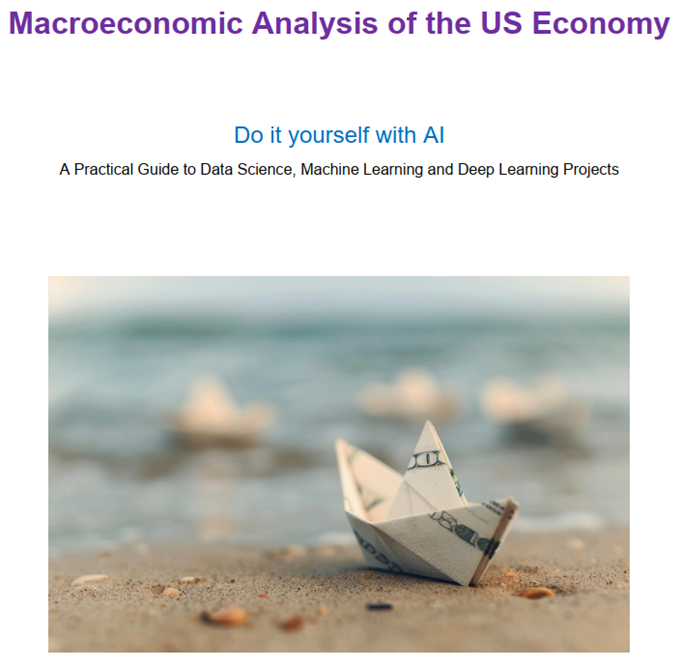 Macroeconomic Analysis of the US Economy
Do it yourself with AI
A Practical Guide to Data Science, Machine Learning and Deep Learning Projects